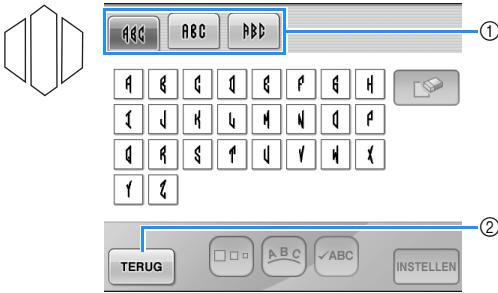 ABC ABC ABC ①
A B C D E F G H
I J K L M N O P
Q R S T U V W X
Y Z
②
TERUG ABC ✓ABC INSTELLEN